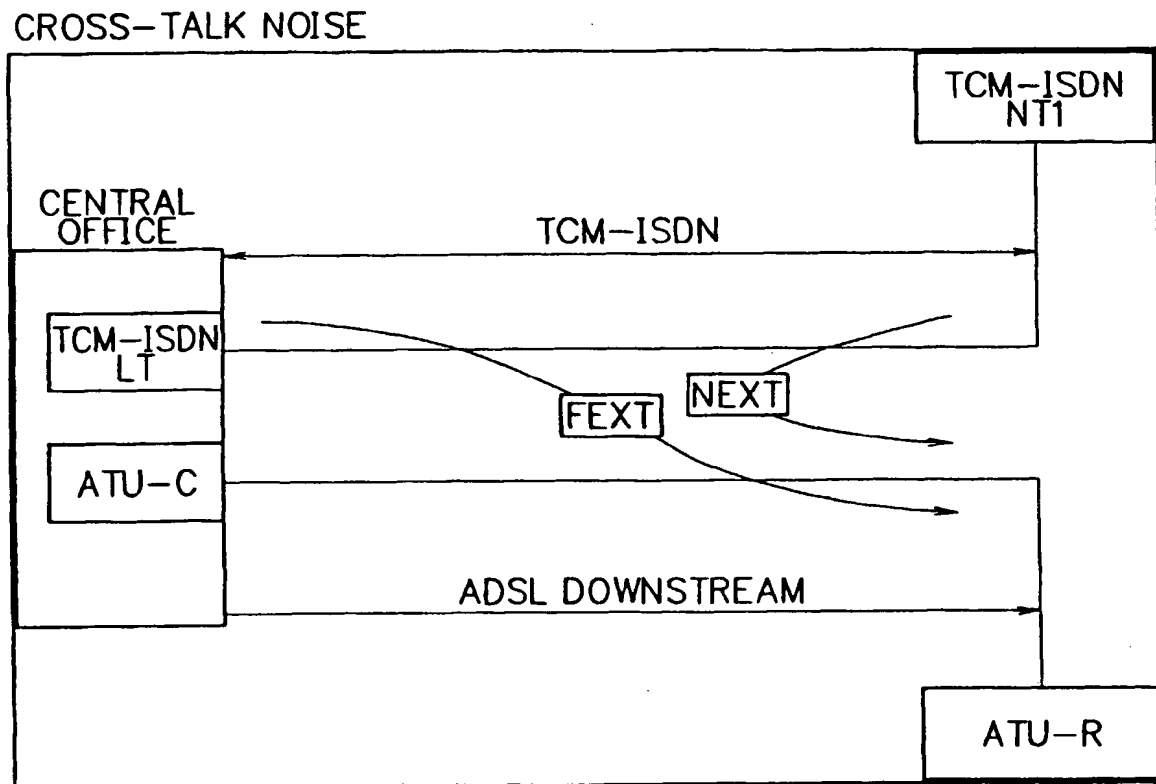 CROSS-TALK NOISE
TCM-ISDN
NT1
CENTRAL
OFFICE
TCM-ISDN
TCM-ISDN
LT
NEXT
FEXT
ATU-C
ADSL DOWNSTREAM
ATU-R